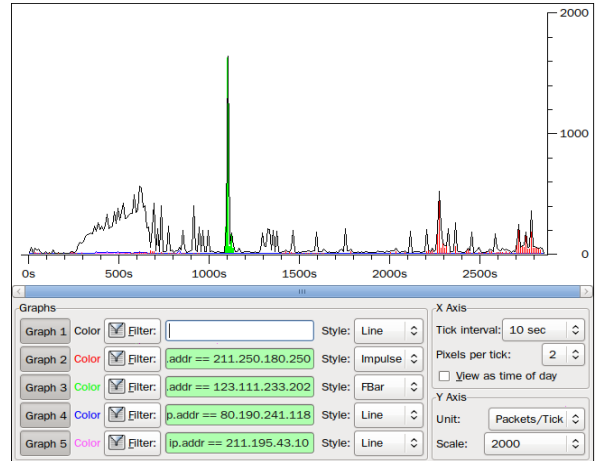 2000
1000
0
0s 500s 1000s 1500s 2000s 2500s
Graphs
Graph 1 Color Filter: Style: Line
Graph 2 Color Filter: .addr == 211.250.180.250 Style: Impulse
Graph 3 Color Filter: .addr == 123.111.233.202 Style: FBar
Graph 4 Color Filter: p.addr == 80.190.241.118 Style: Line
Graph 5 Color Filter: ip.addr == 211.195.43.10 Style: Line
X Axis
Tick interval: 10 sec
Pixels per tick: 2
View as time of day
Y Axis
Unit: Packets/Tick
Scale: 2000